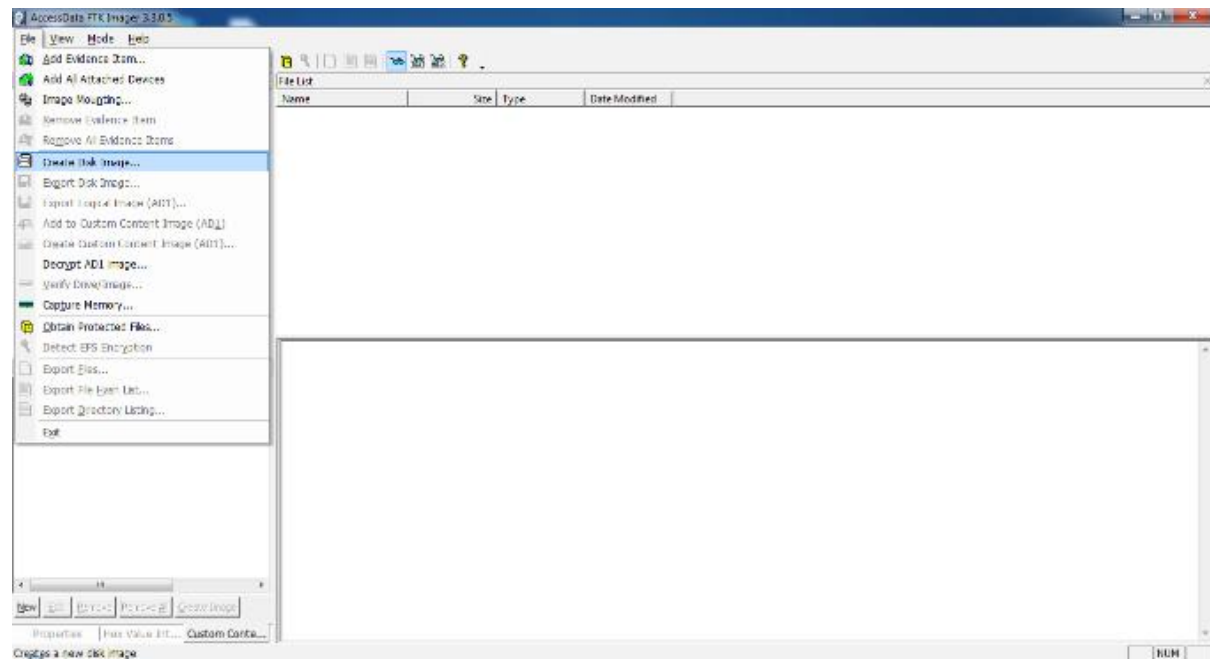 AccessData FTK Imager 3.3.0.5
File View Mode Help
Add Evidence Item...
Add All Attached Devices
Image Mounting...
Remove Evidence Item
Remove All Evidence Items
Create Disk Image...
Export Disk Image...
Export Logical Image (AD1)...
Add to Custom Content Image (AD1)
Create Custom Content Image (AD1)...
Decrypt AD1 image...
Verify Drive/Image...
Capture Memory...
Obtain Protected Files...
Detect EFS Encryption
Export Files...
Export File Hash List...
Export Directory Listing...
Exit
File List
Name Size Type Date Modified
New Edit Remove Remove All Create Image
Properties Hex Value Int... Custom Conte...
Creates a new disk image
NUM